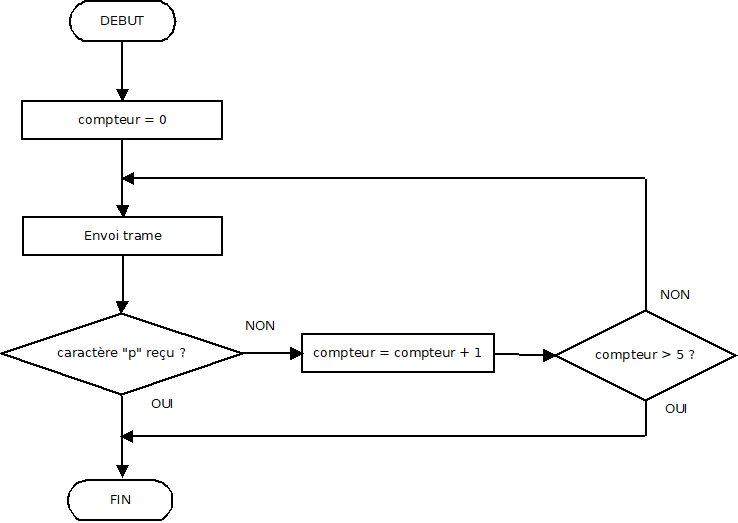 DEBUT
compteur = 0
Envoi trame
caractère "p" reçu ?
NON
OUI
compteur = compteur + 1
compteur > 5 ?
NON
OUI
FIN